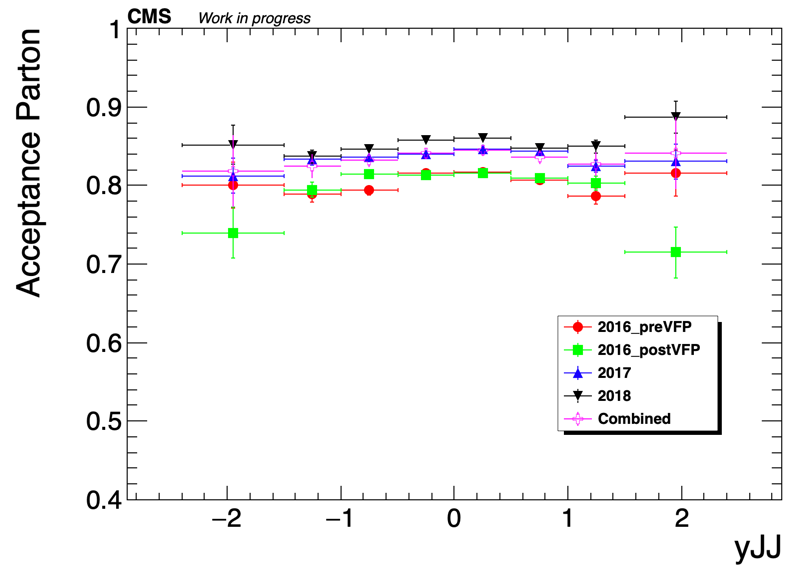 CMS Work in progress
Acceptance Parton
1
0.9
0.8
0.7
0.6
0.5
0.4
2016_preVFP
2016_postVFP
2017
2018
Combined
−2 −1 0 1 2
yJJ